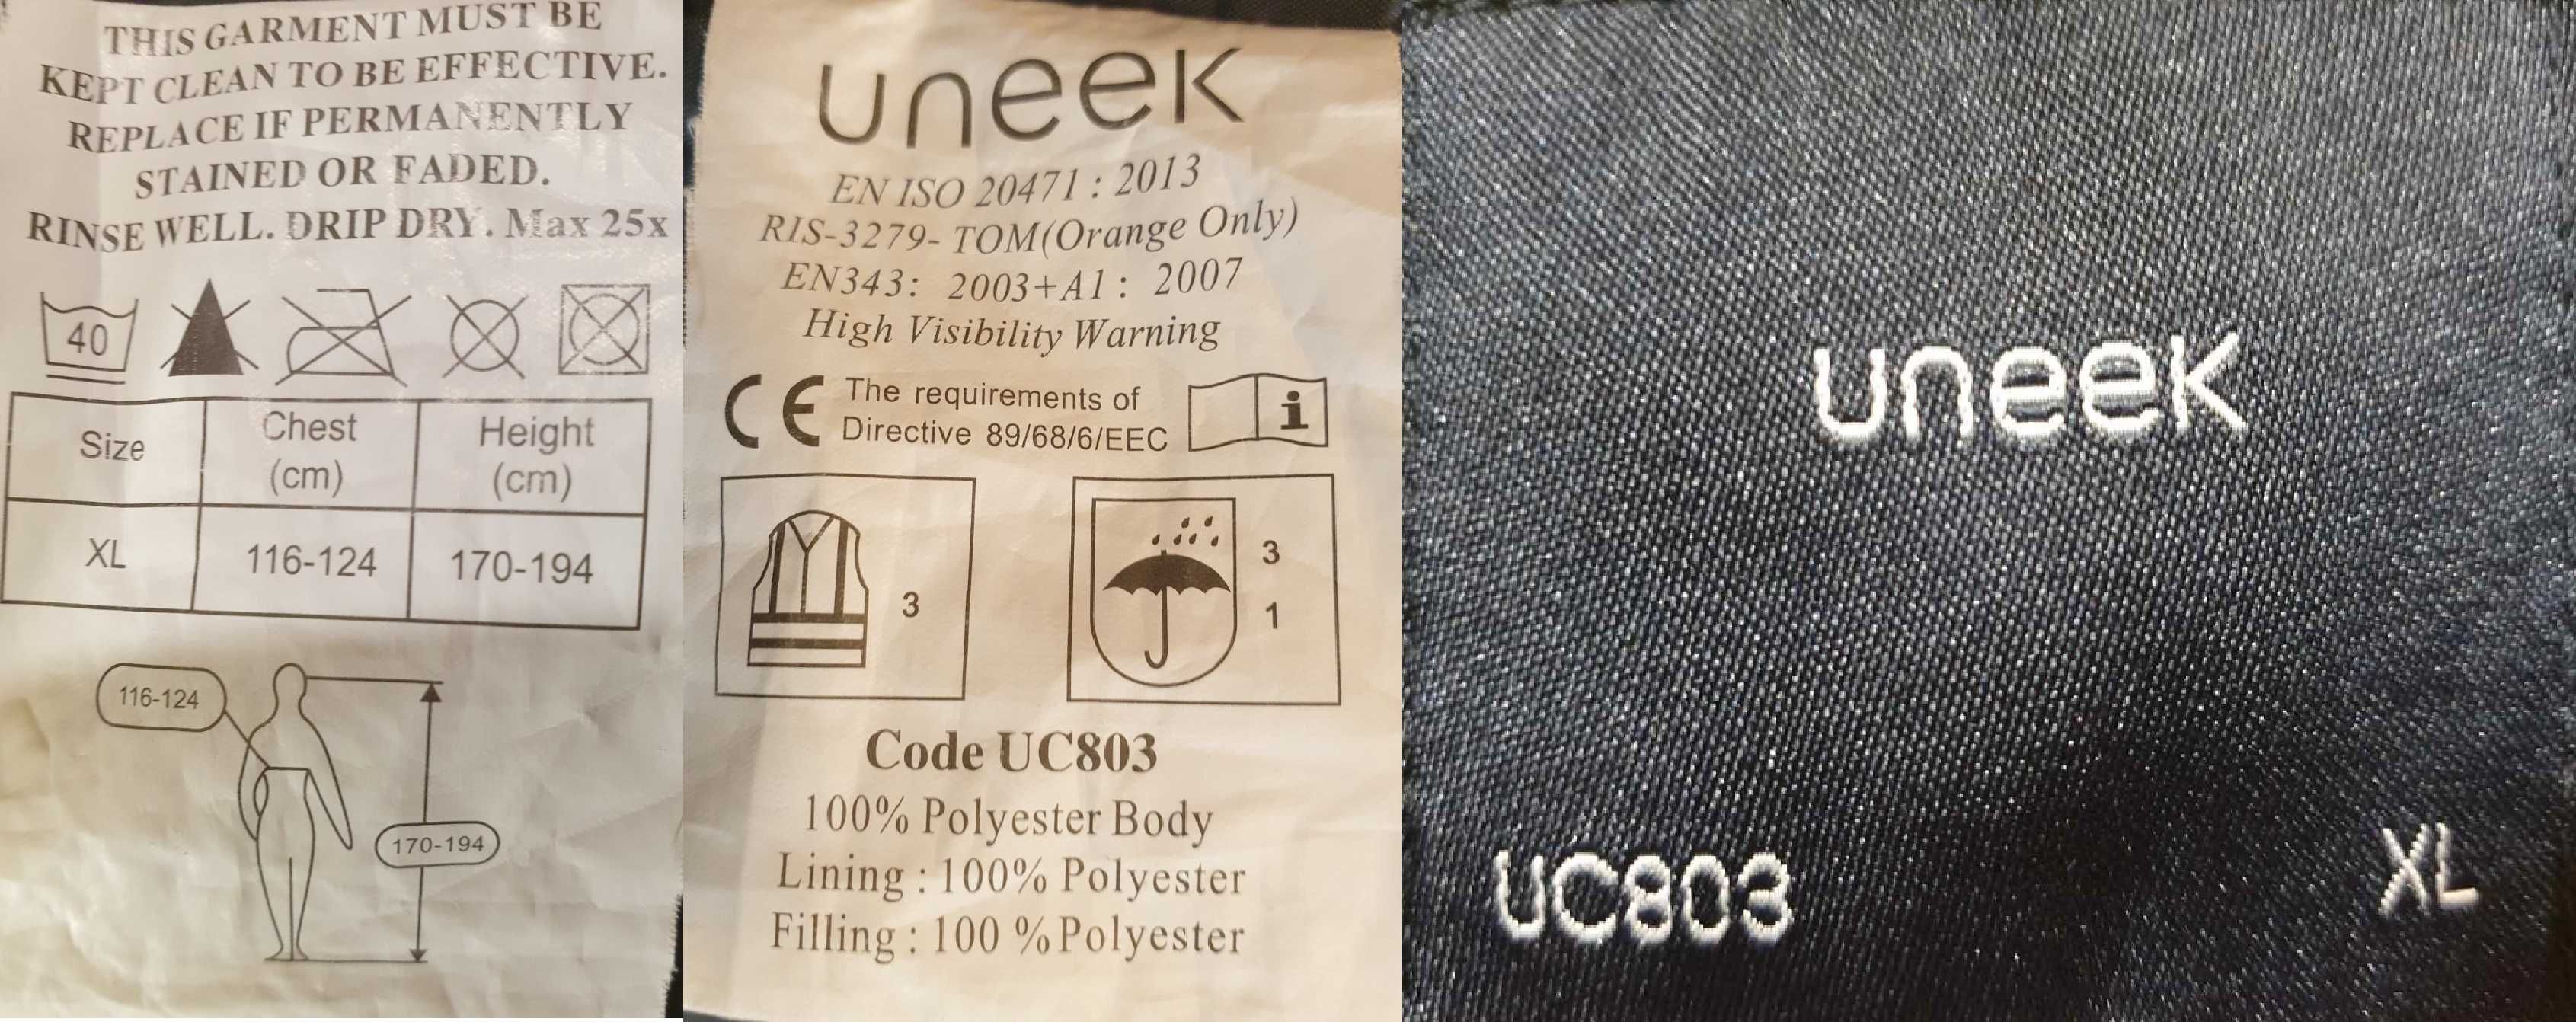 THIS GARMENT MUST BE
KEPT CLEAN TO BE EFFECTIVE.
REPLACE IF PERMANENTLY
STAINED OR FADED.
RINSE WELL. DRIP DRY. Max 25x
40
Size Chest (cm) Height (cm)
XL 116-124 170-194
116-124
170-194
uneek
EN ISO 20471 : 2013
RIS-3279- TOM(Orange Only)
EN343: 2003+A1 : 2007
High Visibility Warning
CE The requirements of
Directive 89/68/6/EEC i
3
3
1
Code UC803
100% Polyester Body
Lining : 100% Polyester
Filling : 100 % Polyester
uneek
UC803 XL